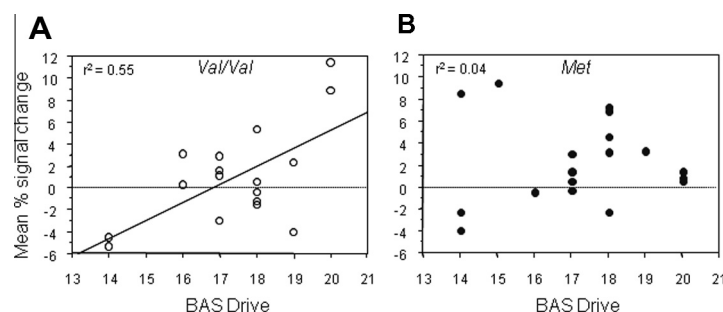 A
r² = 0.55
Val/Val
Mean % signal change
12
10
8
6
4
2
0
-2
-4
-6
13 14 15 16 17 18 19 20 21
BAS Drive
B
r² = 0.04
Met
12
10
8
6
4
2
0
-2
-4
-6
13 14 15 16 17 18 19 20 21
BAS Drive